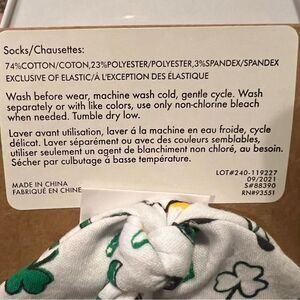 Socks/Chaussettes:
74%COTTON/COTON,23%POLYESTER/POLYESTER,3%SPANDEX/SPANDEX
EXCLUSIVE OF ELASTIC/À L'EXCEPTION DES ÉLASTIQUE
Wash before wear, machine wash cold, gentle cycle. Wash
separately or with like colors, use only non-chlorine bleach
when needed. Tumble dry low.
Laver avant utilisation, laver á la machine en eau froide, cycle
délicat. Laver séparément ou avec des couleurs semblables,
utiliser seulement un agent de blanchiment non chloré, au besoin.
Sécher par culbutage à basse température.
LOT#240-119227
09/2021
S#88390
RN#93551
MADE IN CHINA
FABRIQUÉ EN CHINE